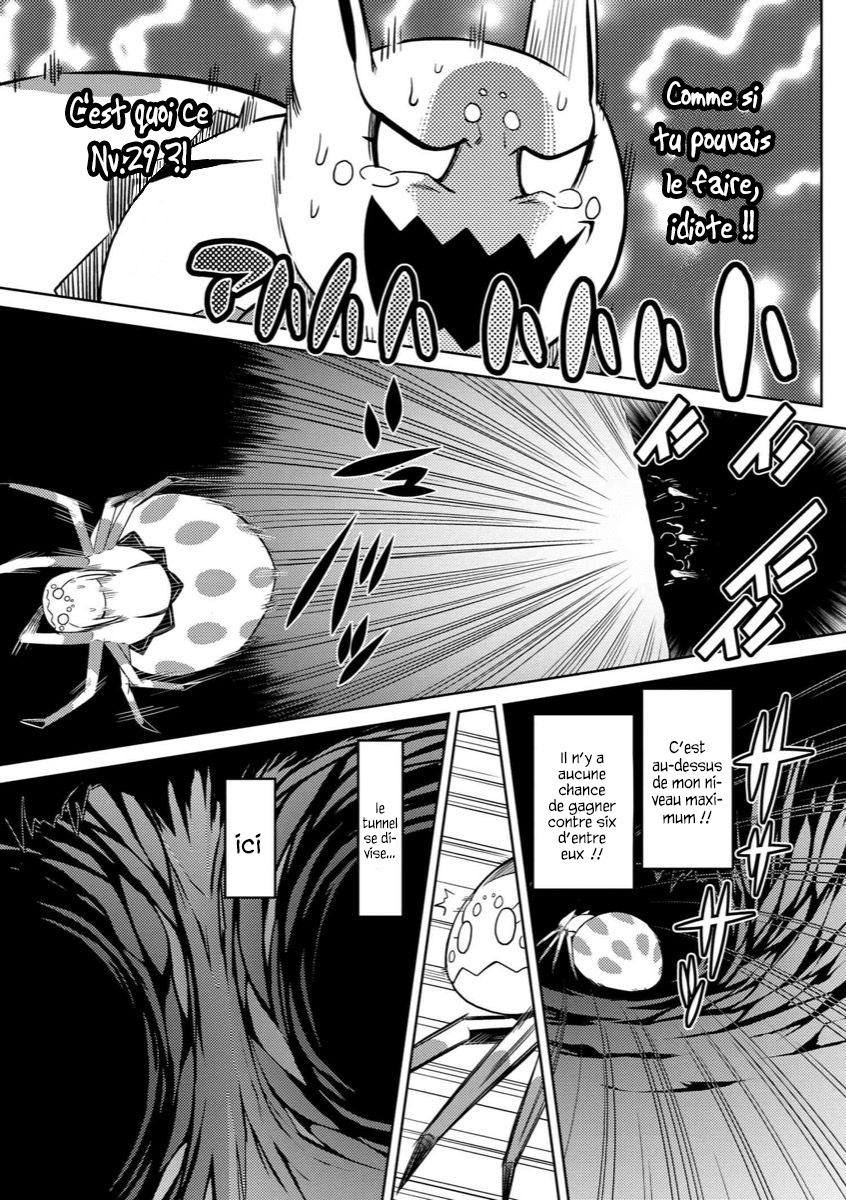 Comme si
tu pouvais
le faire,
idiote !!
C'est quoi ce
Nv.29 ?!
C'est
au-dessus
de mon ni-
veau maxi-
mum !!
Il n'y a
aucune
chance
de gagner
contre six
d'entre
eux !!
le
tunnel
se di-
vise...
ici